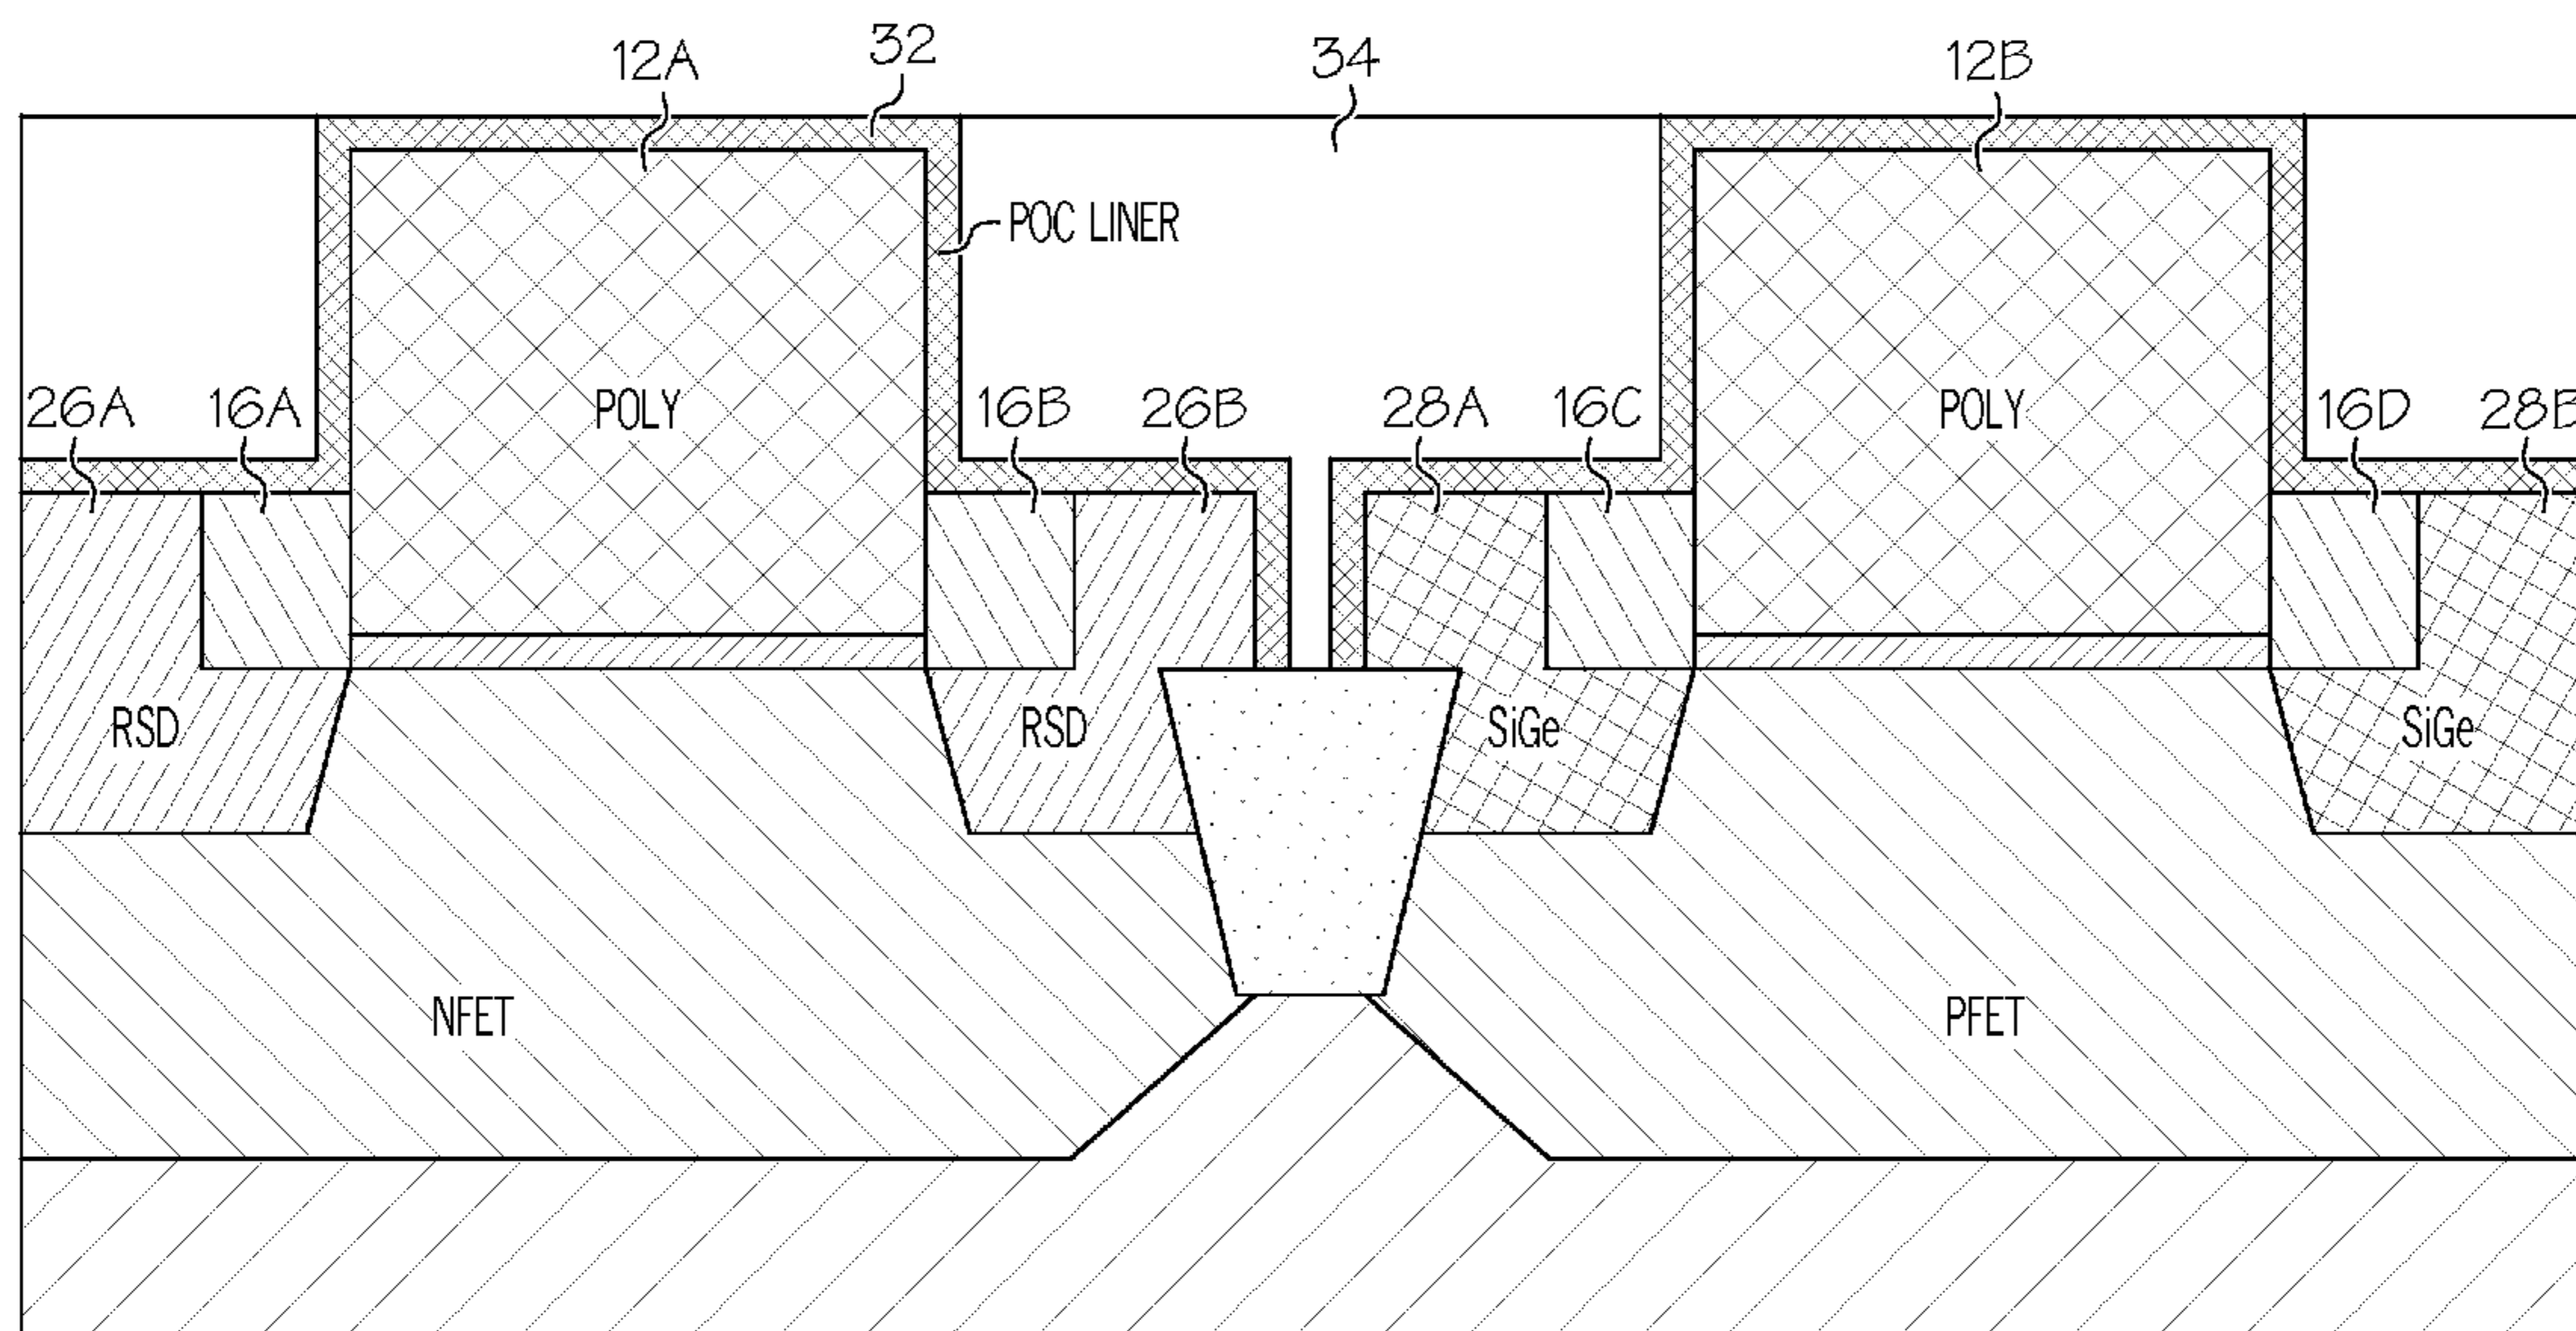 12A 32 34 12B
POC LINER
26A 16A POLY 16B 26B 28A 16C POLY 16D 28B
RSD RSD SiGe SiGe
NFET PFET